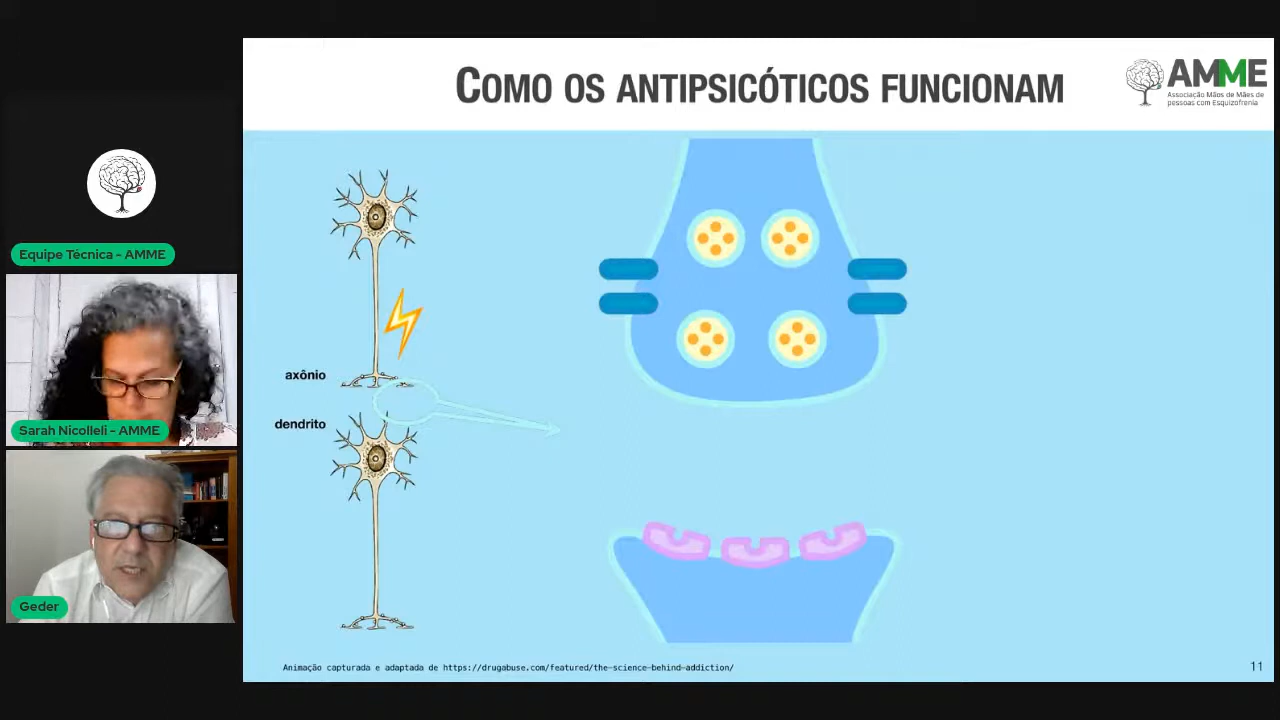 COMO OS ANTIPSICÓTICOS FUNCIONAM
AMME
Associação Mãos de Mães de
pessoas com Esquizofrenia
Equipe Técnica - AMME
Sarah Nicolleli - AMME
Geder
axônio
dendrito
Animação capturada e adaptada de https://drugabuse.com/featured/the-science-behind-addiction/
11